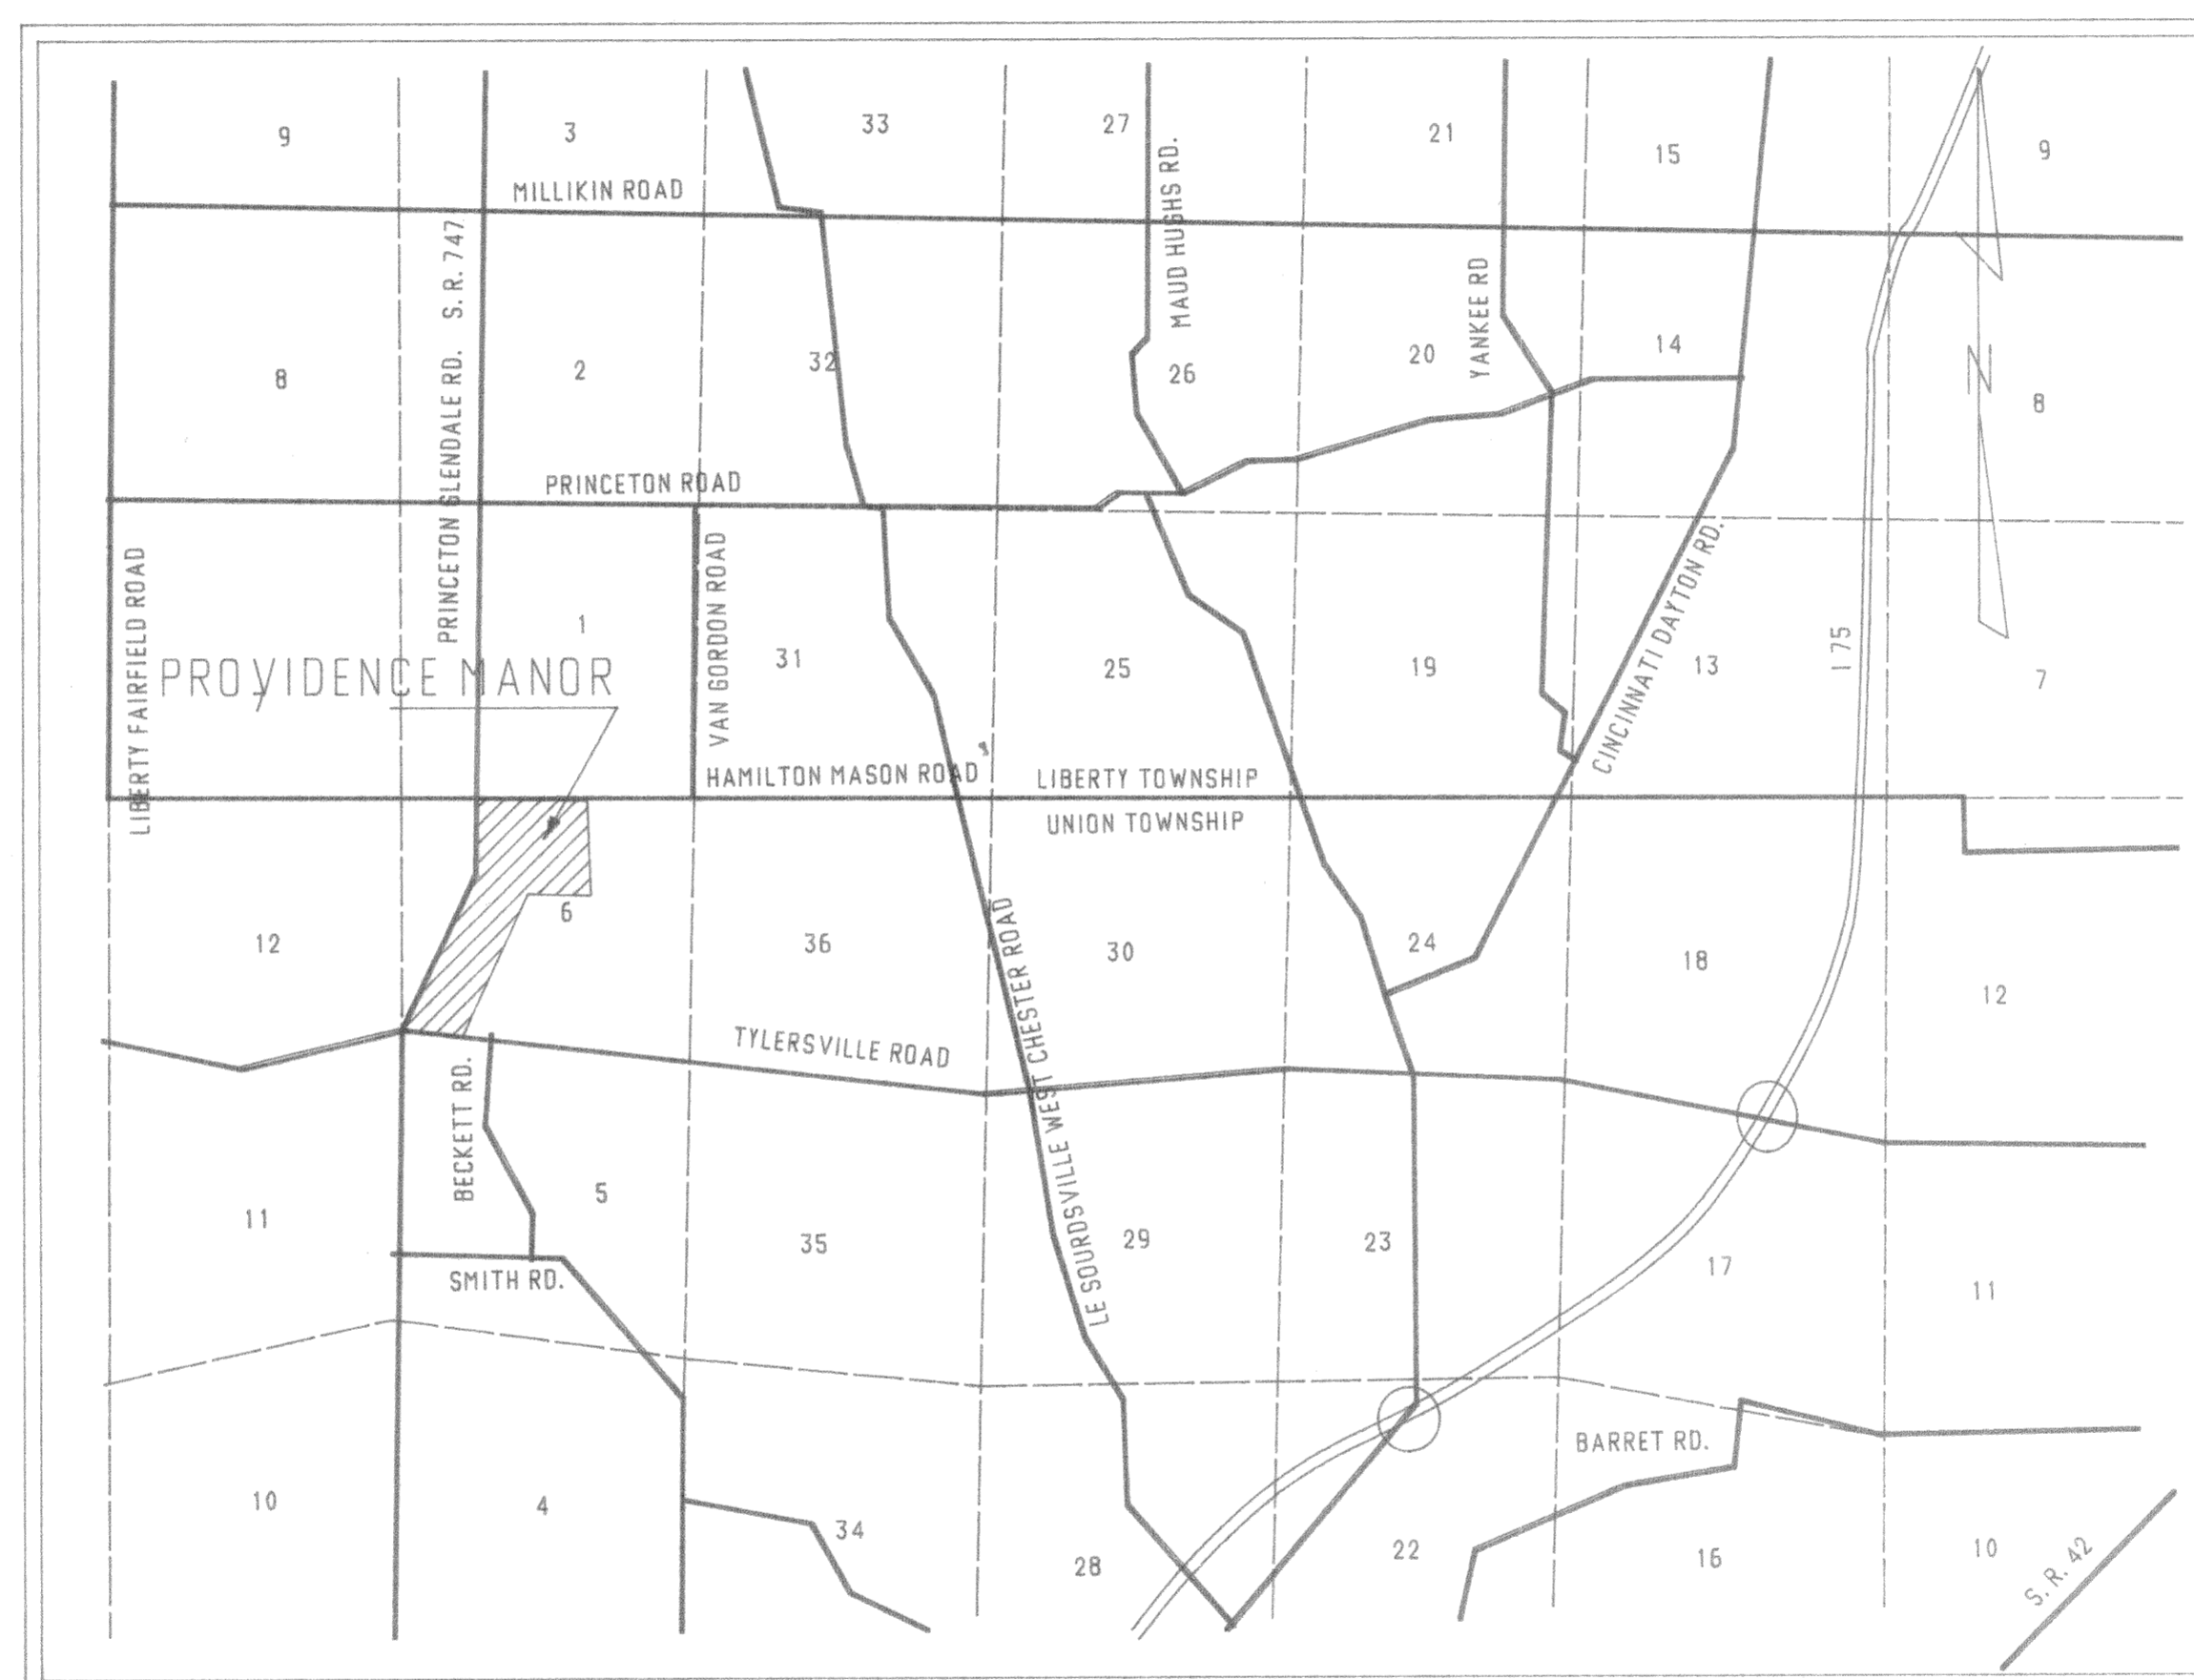 9
3
33
27
21
15
9
MILLIKIN ROAD
MAUD HUGHS RD.
PRINCETON GLENDALE RD. S. R. 747
YANKEE RD
8
2
32
26
20
14
N
8
PRINCETON ROAD
LIBERTY FAIRFIELD ROAD
1
VAN GORDON ROAD
31
25
19
CINCINNATI DAYTON RD.
13
I 75
7
PROVIDENCE MANOR
HAMILTON MASON ROAD
LIBERTY TOWNSHIP
UNION TOWNSHIP
12
6
36
LE SOURDSVILLE WEST CHESTER ROAD
30
24
18
12
TYLERSVILLE ROAD
BECKETT RD.
11
5
35
29
23
17
11
SMITH RD.
BARRET RD.
10
4
34
28
22
16
10
S. R. 42